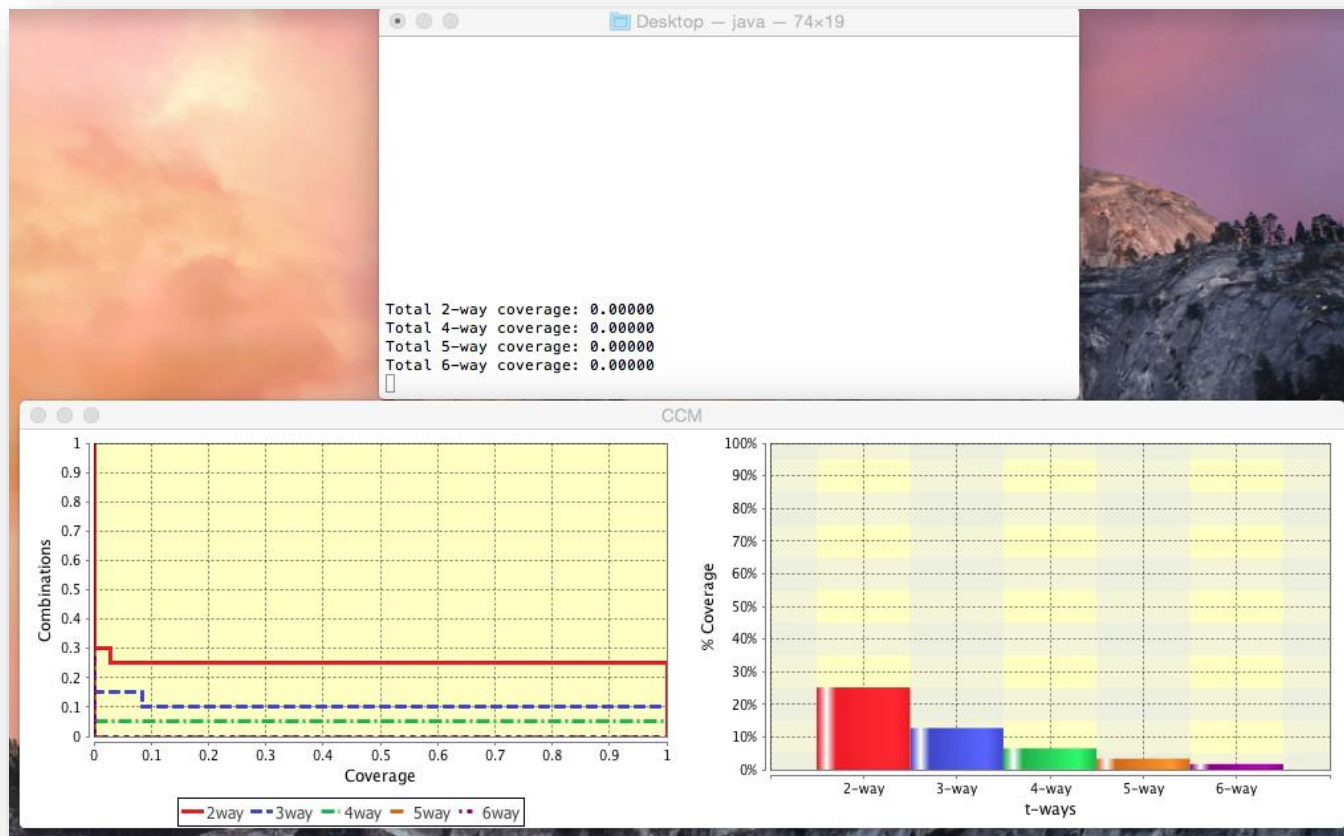 Desktop — java — 74×19
Total 2-way coverage: 0.00000
Total 4-way coverage: 0.00000
Total 5-way coverage: 0.00000
Total 6-way coverage: 0.00000
CCM
1
0.9
0.8
0.7
0.6
0.5
0.4
0.3
0.2
0.1
0
Combinations
0 0.1 0.2 0.3 0.4 0.5 0.6 0.7 0.8 0.9 1
Coverage
2way 3way 4way 5way 6way
100%
90%
80%
70%
60%
50%
40%
30%
20%
10%
0%
% Coverage
2-way 3-way 4-way 5-way 6-way
t-ways